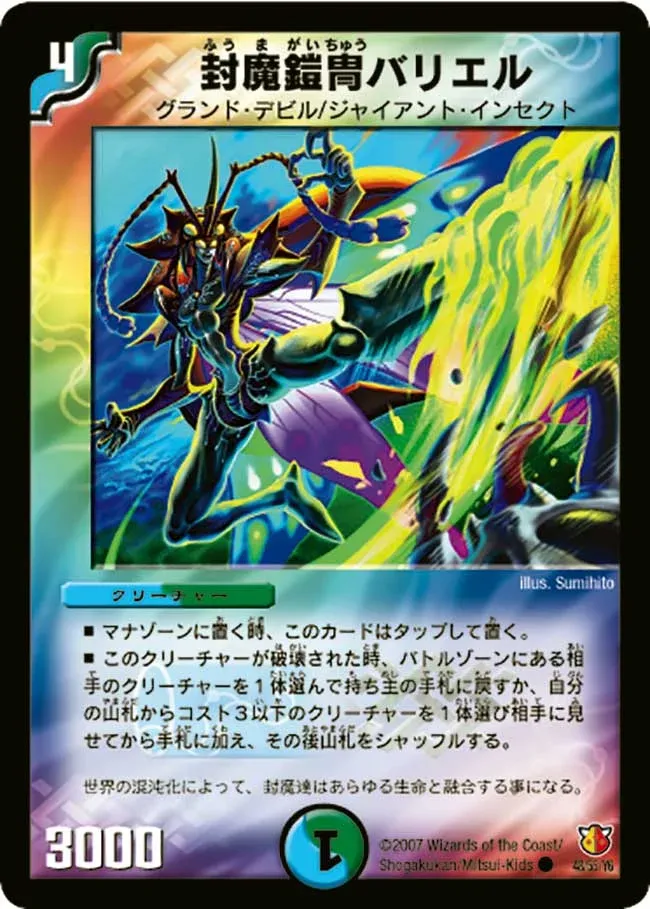 4
ふうまがいちゅう
封魔鎧冑バリエル
グランド・デビル/ジャイアント・インセクト
illus. Sumihito
クリーチャー
■ マナゾーンに置く時、このカードはタップして置く。
■ このクリーチャーが破壊された時、バトルゾーンにある相
手のクリーチャーを1体選んで持ち主の手札に戻すか、自分
の山札からコスト3以下のクリーチャーを1体選び相手に見
せてから手札に加え、その後山札をシャッフルする。
世界の混沌化によって、封魔達はあらゆる生命と融合する事になる。
3000
1
©2007 Wizards of the Coast/
Shogakukan/Mitsui-Kids
48/55 Y6